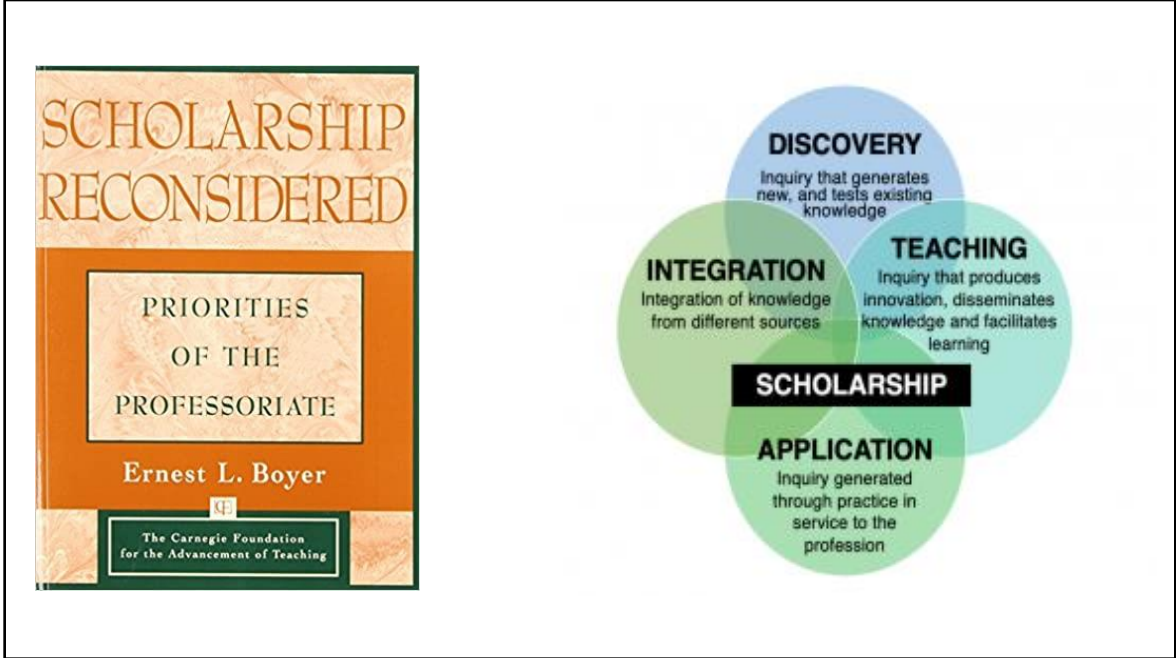 SCHOLARSHIP
RECONSIDERED
PRIORITIES
OF THE
PROFESSORIATE
Ernest L. Boyer
The Carnegie Foundation
for the Advancement of Teaching
DISCOVERY
Inquiry that generates
new, and tests existing
knowledge
INTEGRATION
Integration of knowledge
from different sources
TEACHING
Inquiry that produces
innovation, disseminates
knowledge and facilitates
learning
SCHOLARSHIP
APPLICATION
Inquiry generated
through practice in
service to the
profession